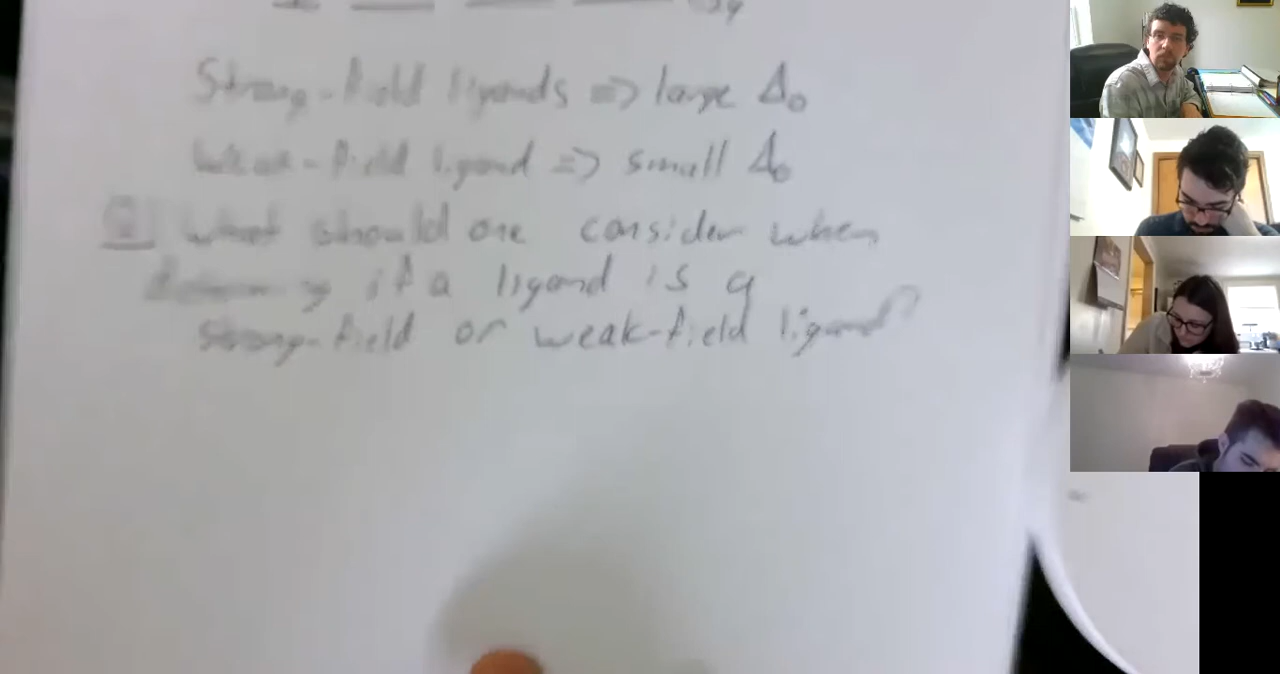 Strong-field ligands => large Δo
Weak-field ligand => small Δo
Q What should one consider when
if a ligand is a
strong-field or weak-field ligand?